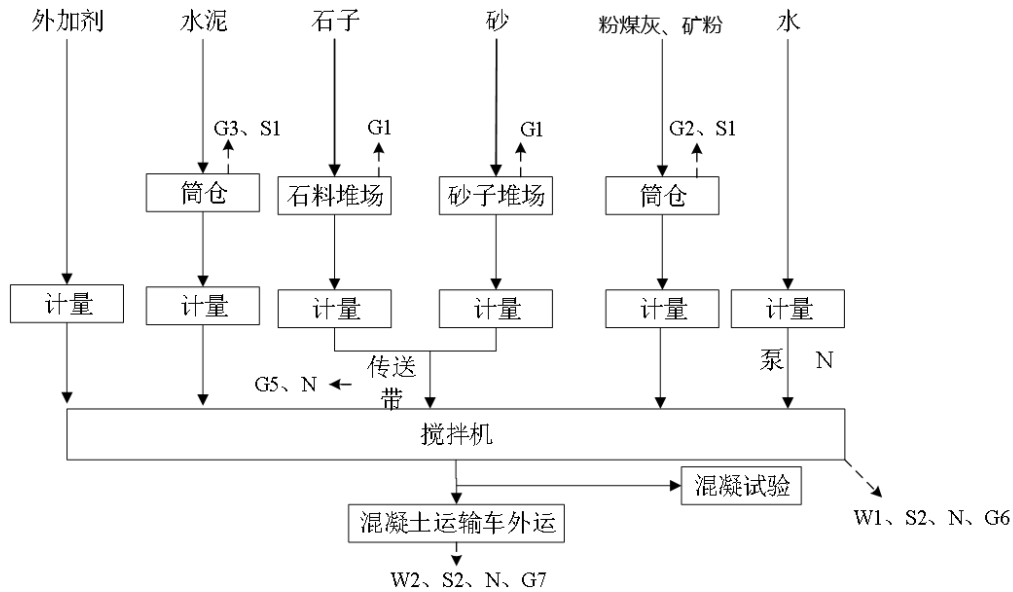 外加剂
水泥
石子
砂
粉煤灰、矿粉
水
G3、S1
G1
G1
G2、S1
筒仓
石料堆场
砂子堆场
筒仓
计量
计量
计量
计量
计量
计量
传送
带
泵
N
G5、N
搅拌机
混凝试验
W1、S2、N、G6
混凝土运输车外运
W2、S2、N、G7